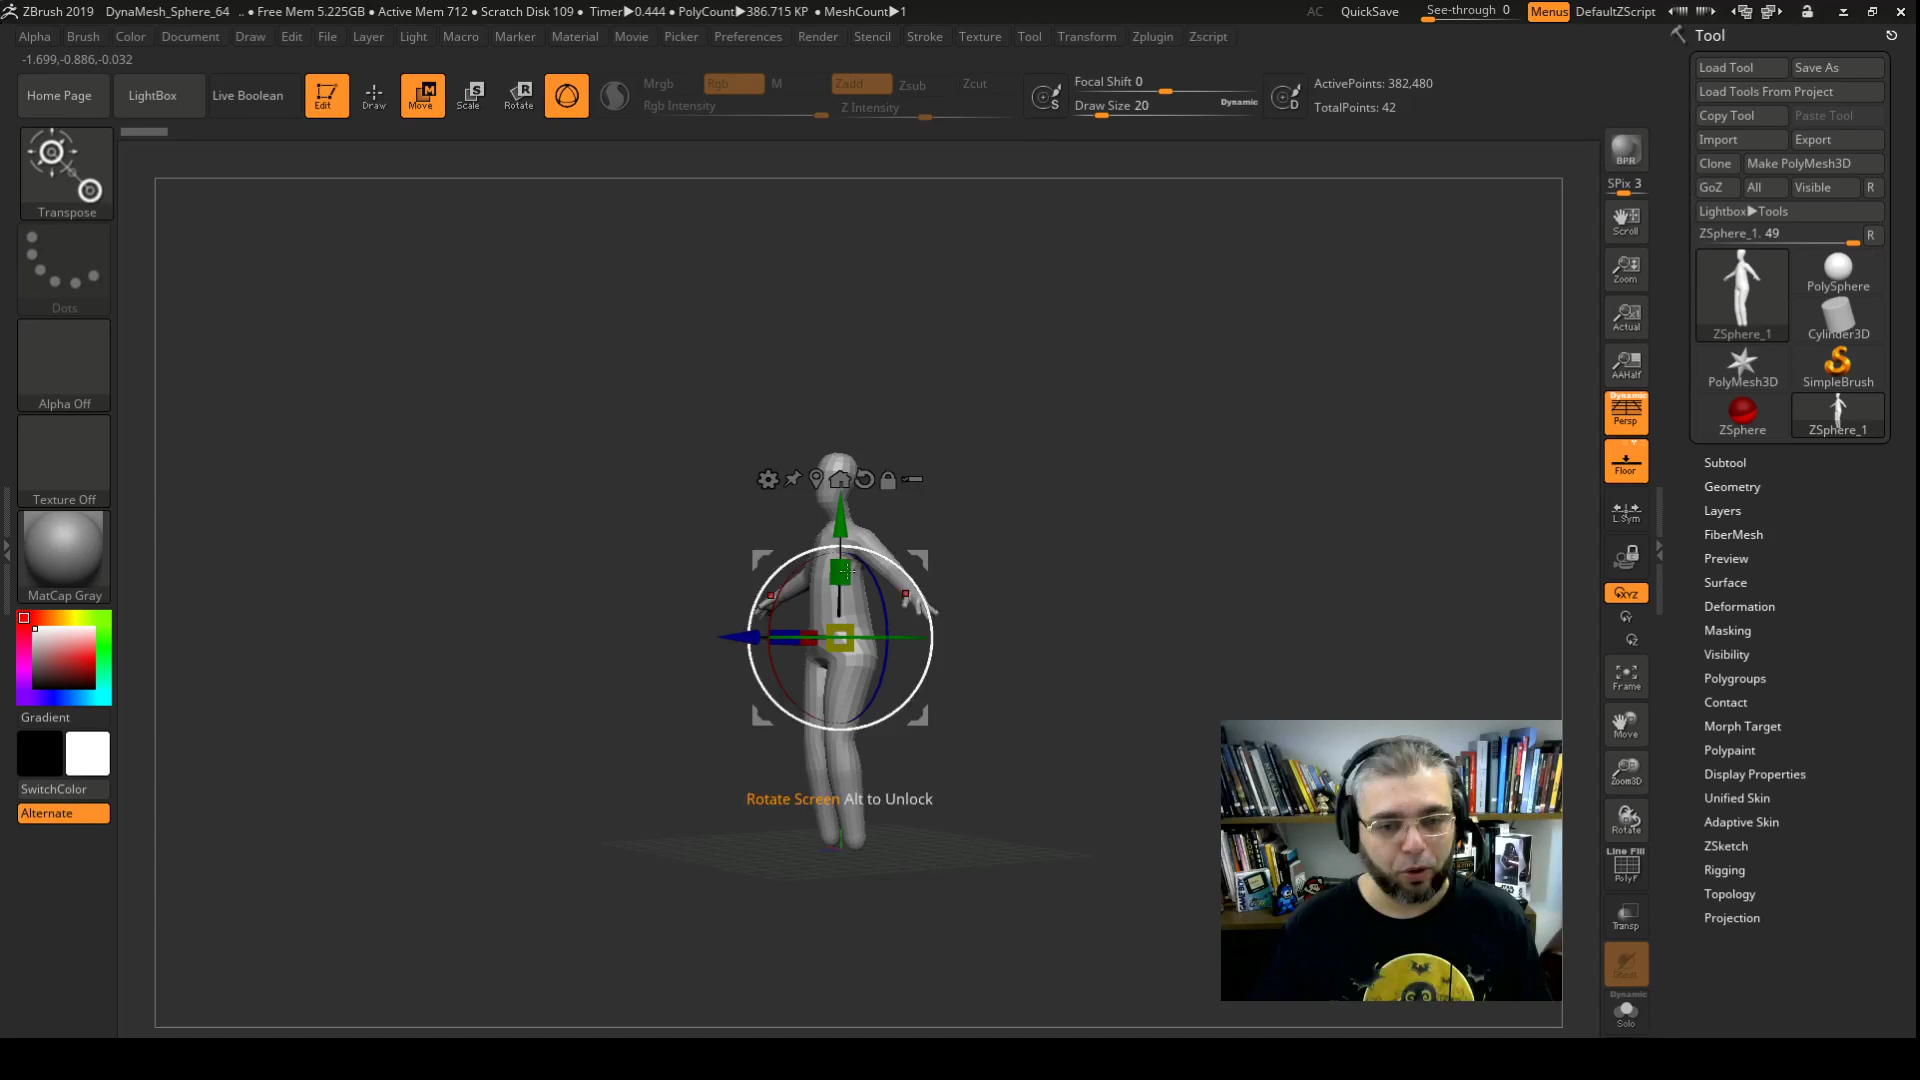 ZBrush 2019 DynaMesh_Sphere_64 .. • Free Mem 5.225GB • Active Mem 712 • Scratch Disk 109 • Timer▶0.444 • PolyCount▶386.715 KP • MeshCount▶1 AC QuickSave See-through 0 Menus DefaultZScript
Alpha Brush Color Document Draw Edit File Layer Light Macro Marker Material Movie Picker Preferences Render Stencil Stroke Texture Tool Transform Zplugin Zscript
-1.699,-0.886,-0.032
Home Page LightBox Live Boolean Edit Draw Move Scale Rotate
Mrgb Rgb M Zadd Zsub Zcut
Rgb Intensity Z Intensity
Focal Shift 0
Draw Size 20 Dynamic
ActivePoints: 382,480
TotalPoints: 42
Transpose
Dots
Alpha Off
Texture Off
MatCap Gray
Gradient
SwitchColor
Alternate
Rotate Screen Alt to Unlock
BPR
SPix 3
Scroll
Zoom
Actual
AAHalf
Dynamic
Persp
Floor
L.Sym
XYZ
Frame
Move
Zoom3D
Rotate
Line Fill
PolyF
Transp
Ghost
Dynamic
Solo
Tool
Load Tool Save As
Load Tools From Project
Copy Tool Paste Tool
Import Export
Clone Make PolyMesh3D
GoZ All Visible R
Lightbox▶Tools
ZSphere_1. 49 R
ZSphere_1 PolySphere
Cylinder3D
PolyMesh3D SimpleBrush
ZSphere ZSphere_1
Subtool
Geometry
Layers
FiberMesh
Preview
Surface
Deformation
Masking
Visibility
Polygroups
Contact
Morph Target
Polypaint
Display Properties
Unified Skin
Adaptive Skin
ZSketch
Rigging
Topology
Projection